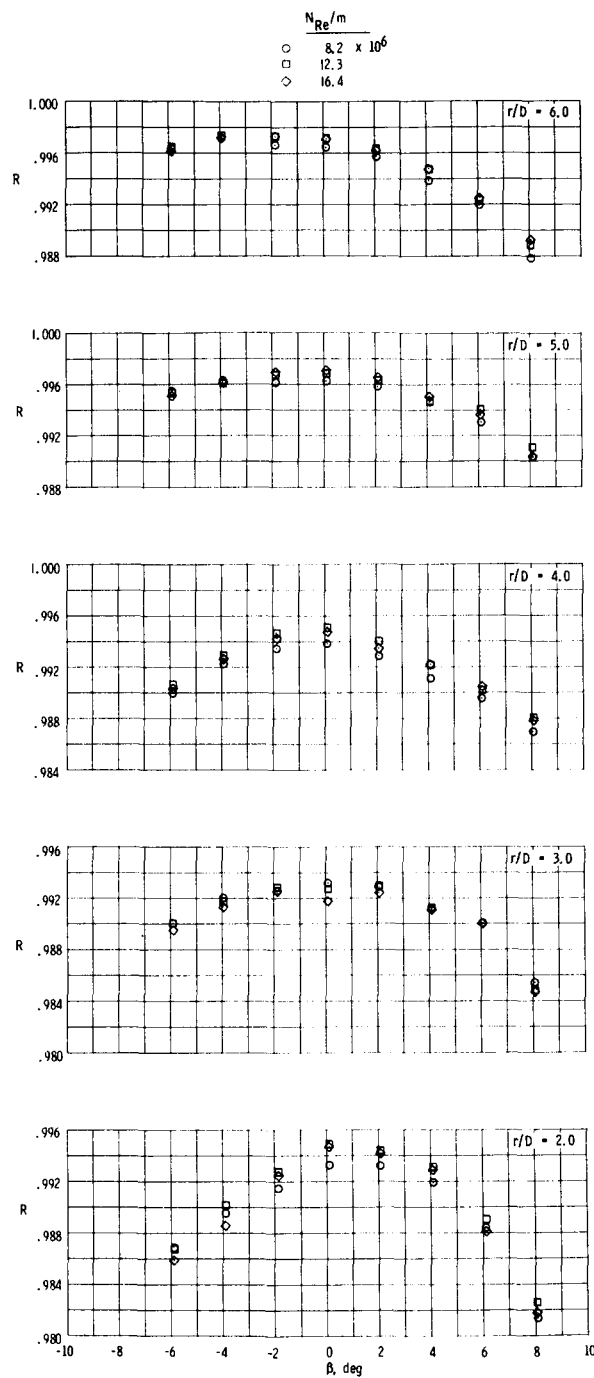 N_Re/m
○ 8.2 × 10^6
□ 12.3
◇ 16.4
r/D = 6.0
1.000
.996
R
.992
.988
r/D = 5.0
1.000
.996
R
.992
.988
r/D = 4.0
1.000
.996
R
.992
.988
.984
r/D = 3.0
.996
.992
R
.988
.984
.980
r/D = 2.0
.996
.992
R
.988
.984
.980
-10 -8 -6 -4 -2 0 2 4 6 8 10
β, deg